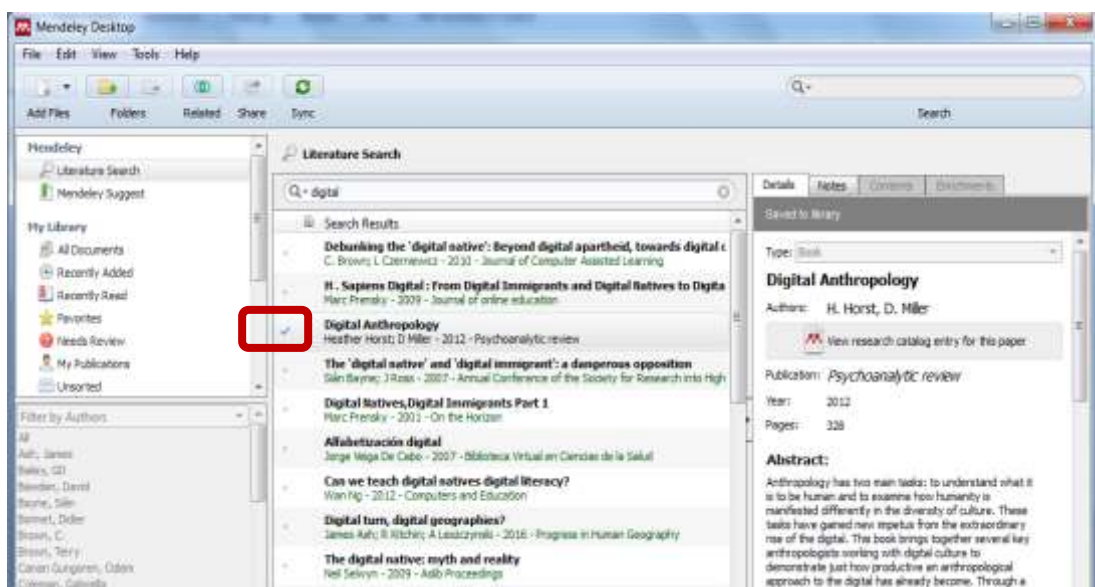 Mendeley Desktop
File Edit View Tools Help
Add Files Folders Related Share Sync
Search
Mendeley
Literature Search
Mendeley Suggest
My Library
All Documents
Recently Added
Recently Read
Favorites
Needs Review
My Publications
Unsorted
Filter by Authors
All
Ash, James
Bawden, David
Bayne, Siân
Brown, C.
Brown, Terry
Literature Search
digital
Search Results
Debunking the 'digital native': Beyond digital apartheid, towards digital c
C. Brown; L Czerniewicz - 2010 - Journal of Computer Assisted Learning
H. Sapiens Digital : From Digital Immigrants and Digital Natives to Digita
Marc Prensky - 2009 - Journal of online education
Digital Anthropology
Heather Horst; D Miller - 2012 - Psychoanalytic review
The 'digital native' and 'digital immigrant': a dangerous opposition
Siân Bayne; J Ross - 2007 - Annual Conference of the Society for Research into High
Digital Natives,Digital Immigrants Part 1
Marc Prensky - 2001 - On the Horizon
Alfabetización digital
Jorge Veiga De Cabo - 2007 - Biblioteca Virtual en Ciencias de la Salud
Can we teach digital natives digital literacy?
Wan Ng - 2012 - Computers and Education
Digital turn, digital geographies?
James Ash; R Kitchin; A Leszczynski - 2016 - Progress in Human Geography
The digital native: myth and reality
Neil Selwyn - 2009 - Aslib Proceedings
Details Notes Contents Enrichments
Saved to library
Type: Book
Digital Anthropology
Authors: H. Horst, D. Miller
View research catalog entry for this paper
Publication: Psychoanalytic review
Year: 2012
Pages: 328
Abstract:
Anthropology has two main tasks: to understand what it
is to be human and to examine how humanity is
manifested differently in the diversity of culture. These
tasks have gained new impetus from the extraordinary
rise of the digital. This book brings together several key
anthropologists working with digital culture to
demonstrate just how productive an anthropological
approach to the digital has already become. Through a